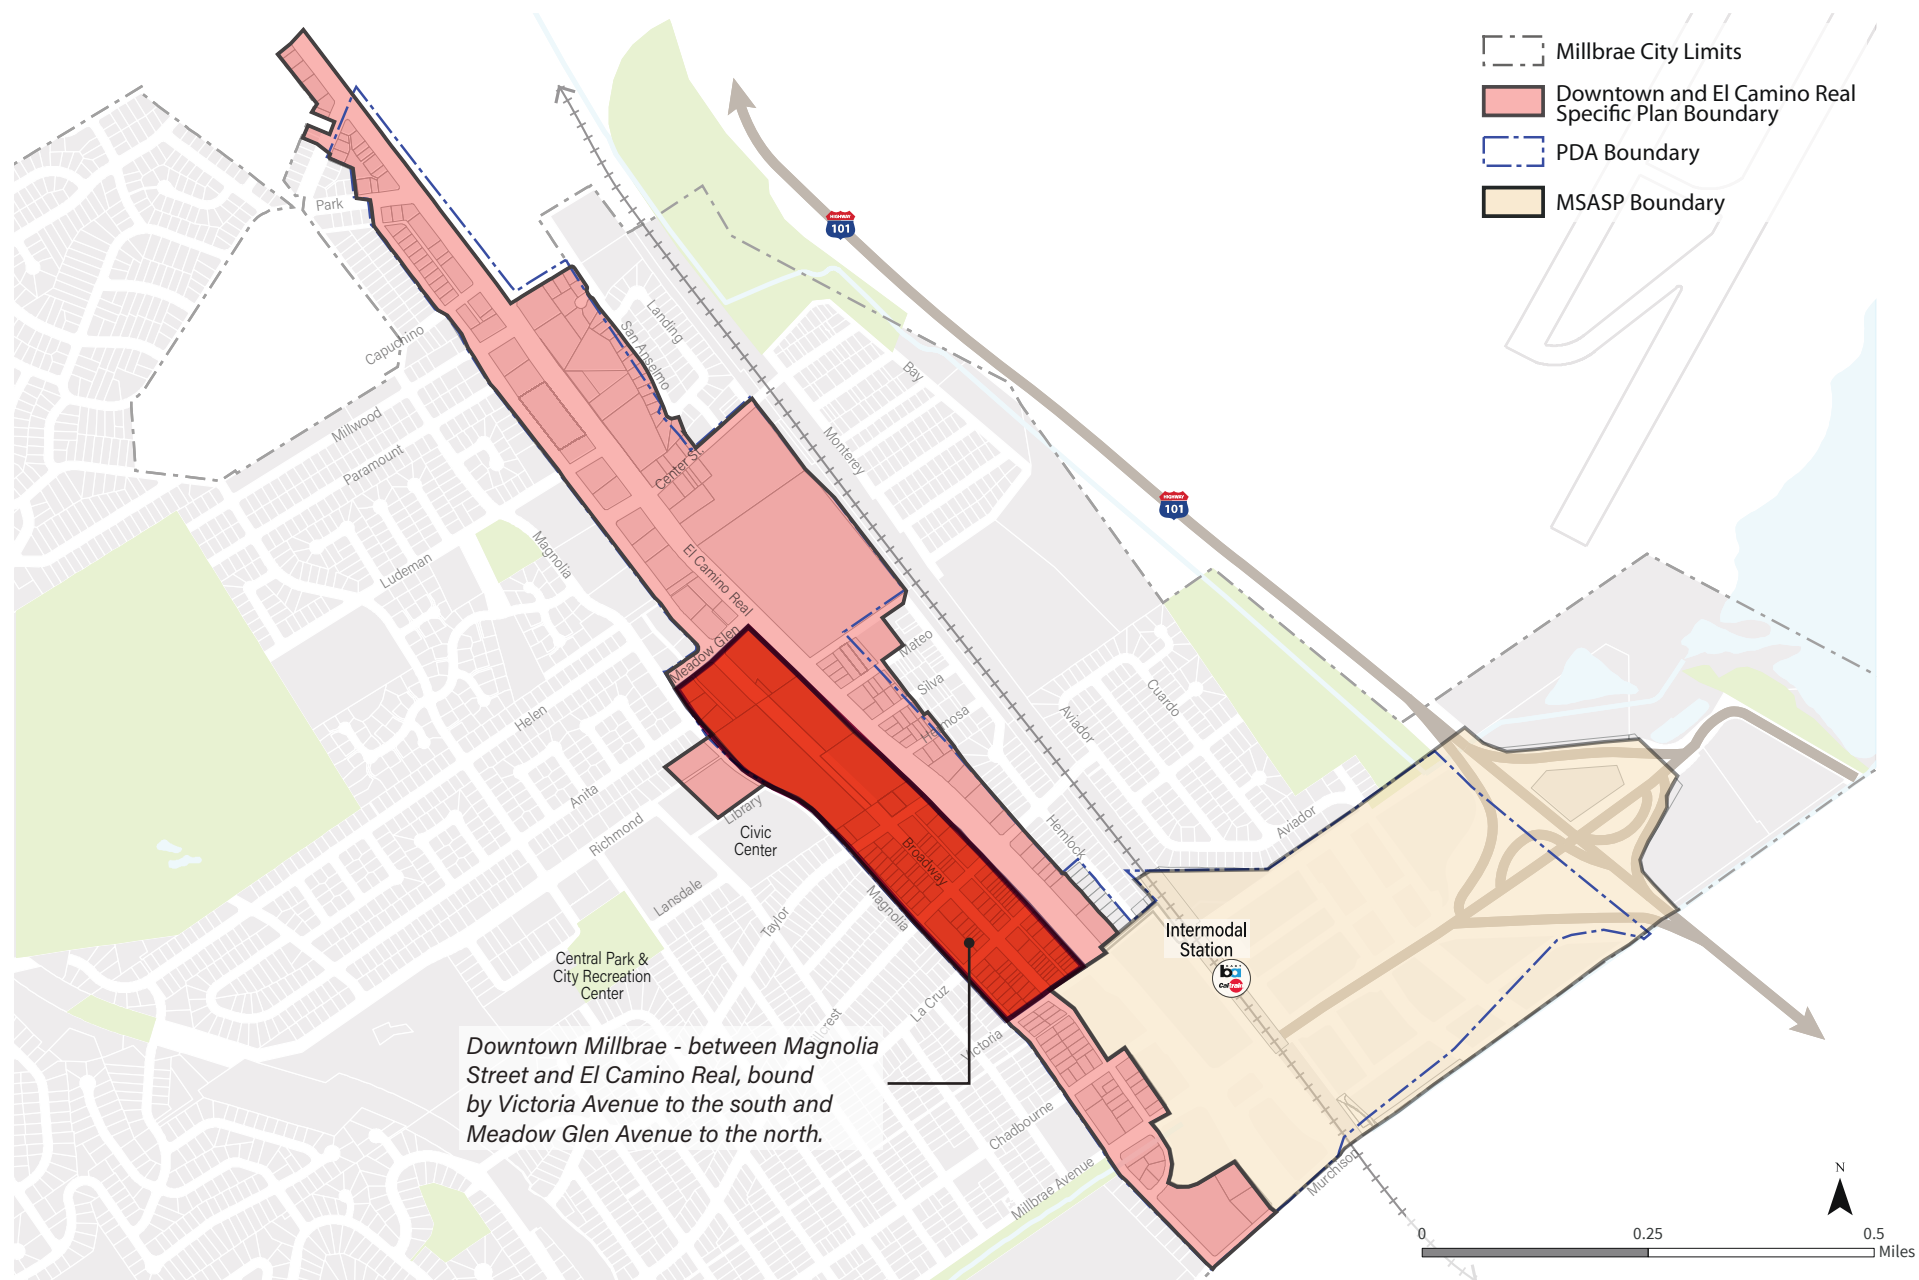 Millbrae City Limits
Downtown and El Camino Real
Specific Plan Boundary
PDA Boundary
MSASP Boundary
HIGHWAY
101
HIGHWAY
101
Park
Capuchino
Landing
San Anselmo
Bay
Millwood
Paramount
Monterey
Center St
Ludeman
Magnolia
El Camino Real
Meadow Glen
Mateo
Silva
Helen
Aviador
Cuardo
Anita
Library
Richmond
Civic
Center
Hemlock
Aviador
Broadway
Lansdale
Magnolia
Taylor
Intermodal
Station
ba
Caltrain
Central Park &
City Recreation
Center
La Cruz
Victoria
Downtown Millbrae - between Magnolia
Street and El Camino Real, bound
by Victoria Avenue to the south and
Meadow Glen Avenue to the north.
Chadbourne
Millbrae Avenue
Murchison
N
0 0.25 0.5
Miles